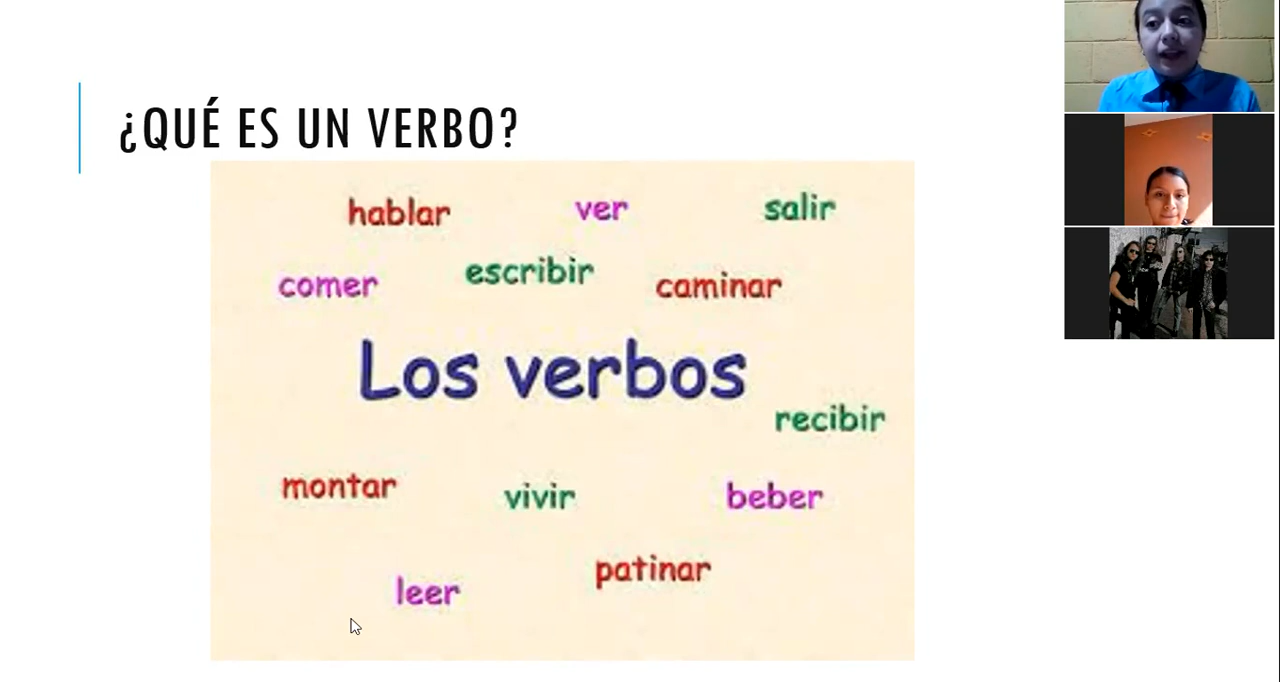 ¿QUÉ ES UN VERBO?
hablar ver salir
comer escribir caminar
Los verbos
recibir
montar vivir beber
patinar
leer